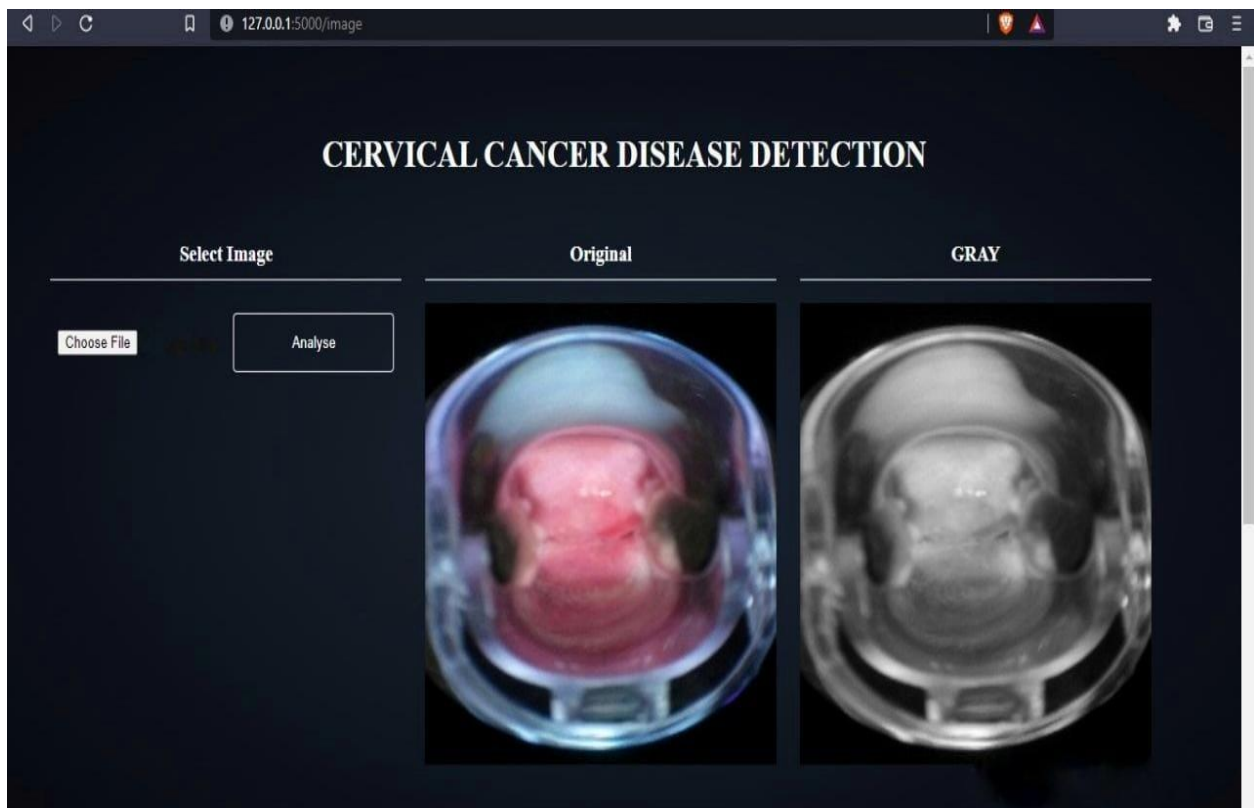 127.0.0.1:5000/image
CERVICAL CANCER DISEASE DETECTION
Select Image
Original
GRAY
Choose File
Analyse